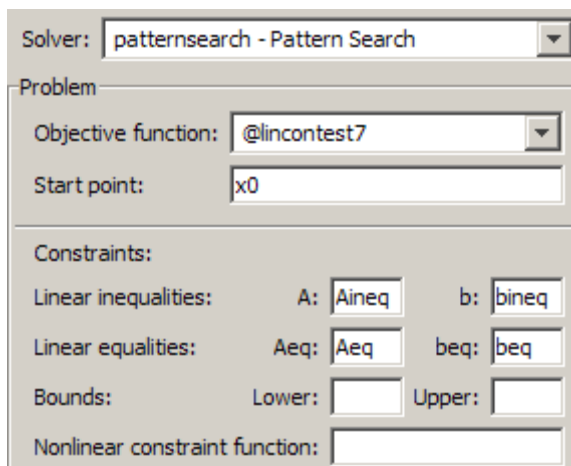 Solver: patternsearch - Pattern Search
Problem
Objective function: @lincontest7
Start point: x0
Constraints:
Linear inequalities: A: Aineq b: bineq
Linear equalities: Aeq: Aeq beq: beq
Bounds: Lower: Upper:
Nonlinear constraint function: